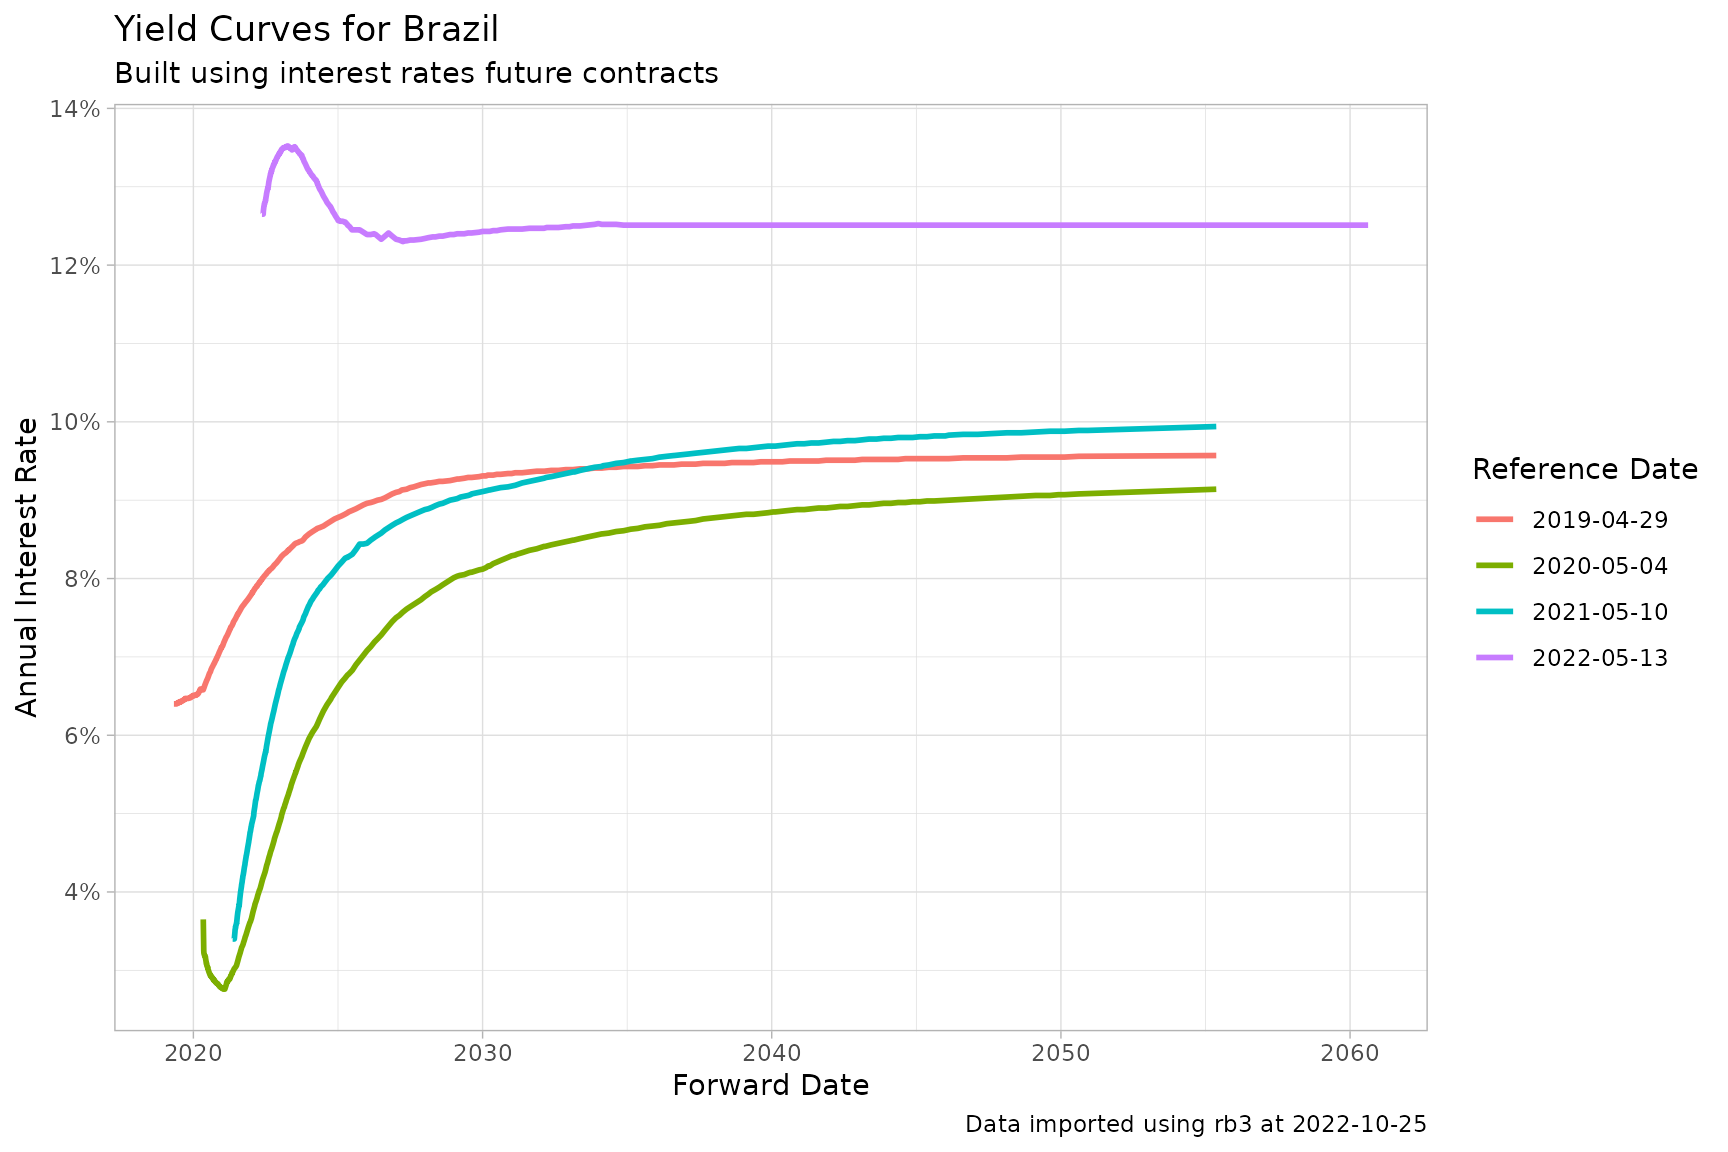 Yield Curves for Brazil
Built using interest rates future contracts
14%
12%
10%
8%
6%
4%
Annual Interest Rate
2020
2030
2040
2050
2060
Forward Date
Reference Date
2019-04-29
2020-05-04
2021-05-10
2022-05-13
Data imported using rb3 at 2022-10-25